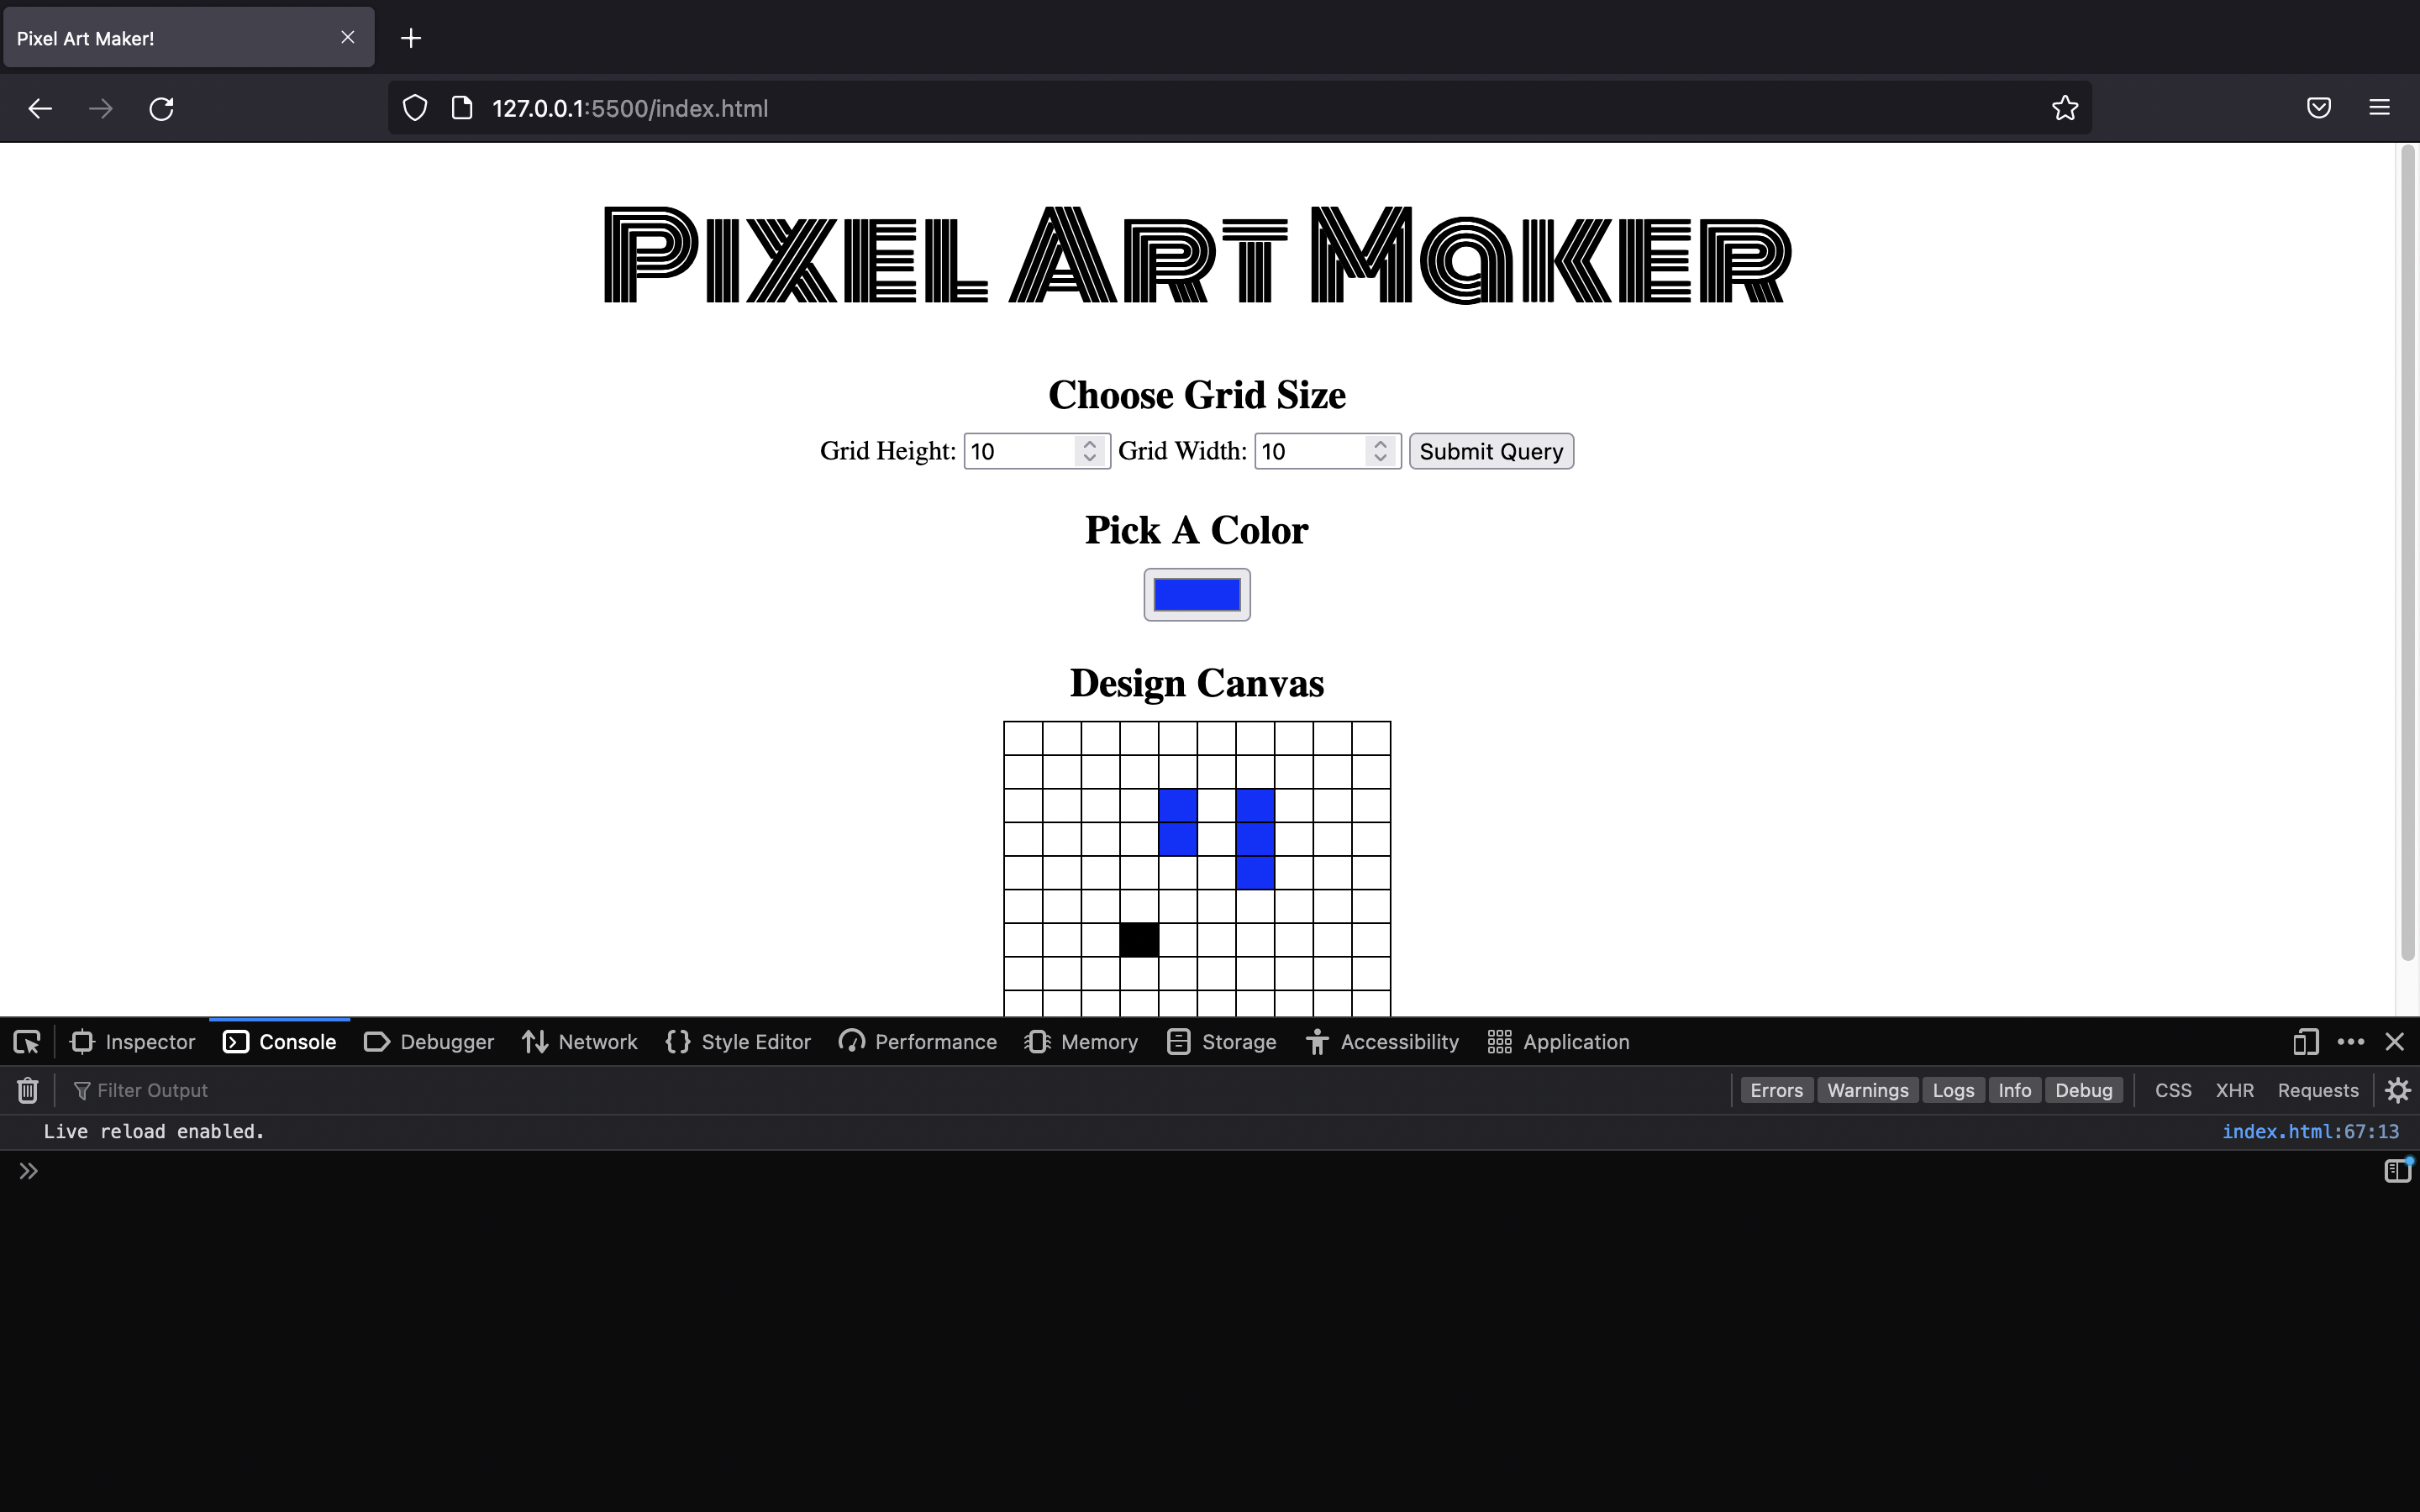 Pixel Art Maker!
127.0.0.1:5500/index.html
Pixel Art Maker
Choose Grid Size
Grid Height: 10 Grid Width: 10 Submit Query
Pick A Color
Design Canvas
Inspector Console Debugger Network Style Editor Performance Memory Storage Accessibility Application
Filter Output Errors Warnings Logs Info Debug CSS XHR Requests
Live reload enabled. index.html:67:13